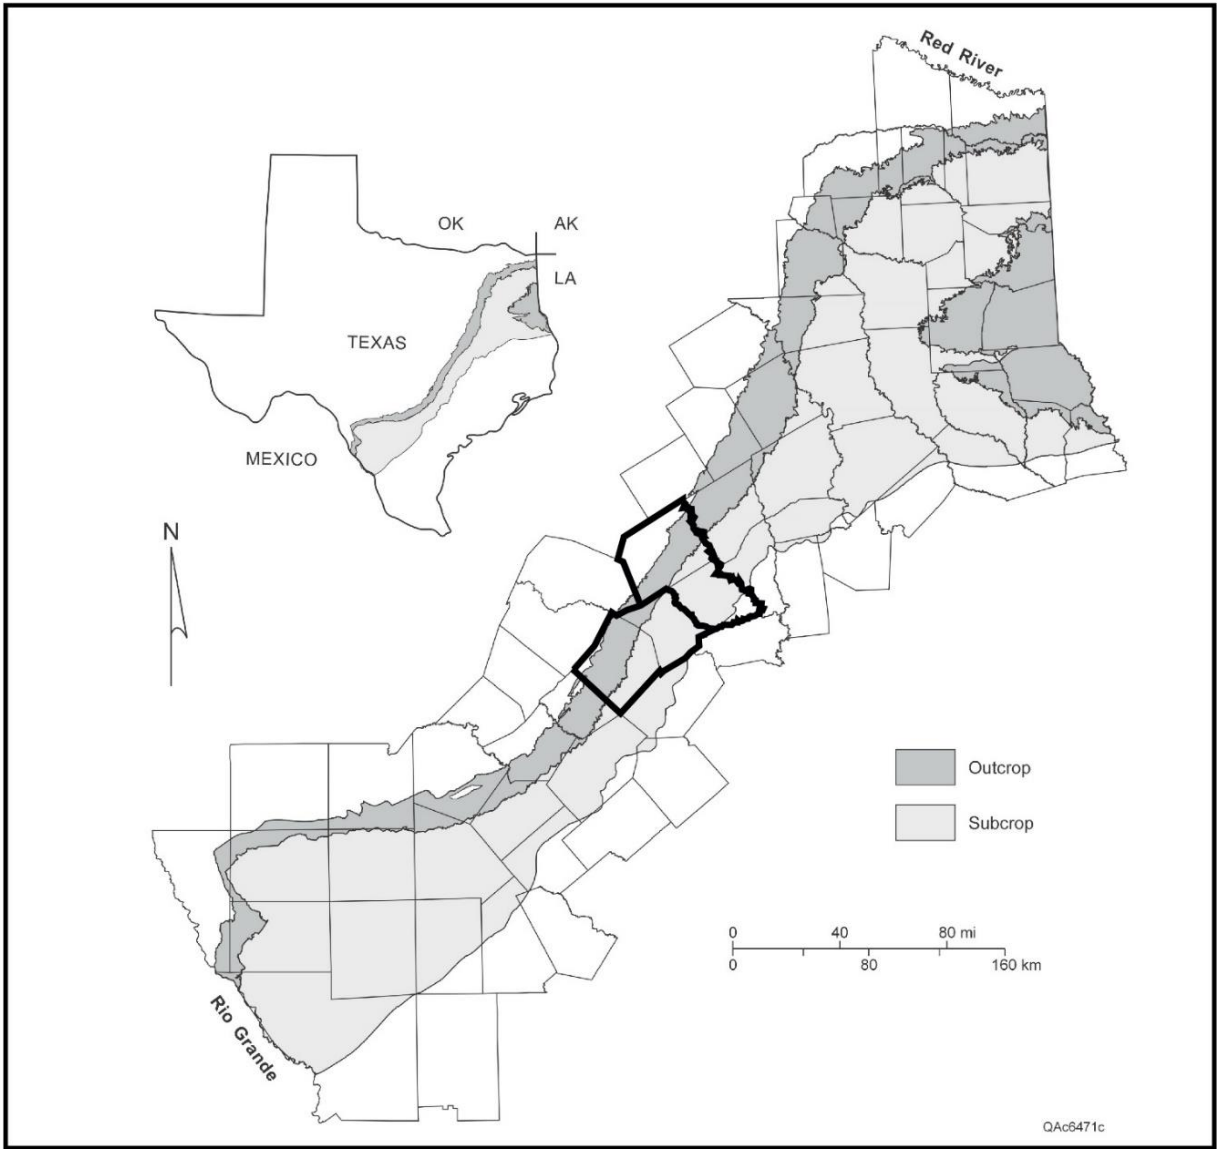 Red River
OK
AK
LA
TEXAS
MEXICO
N
Outcrop
Subcrop
0 40 80 mi
0 80 160 km
Rio Grande
QAc6471c